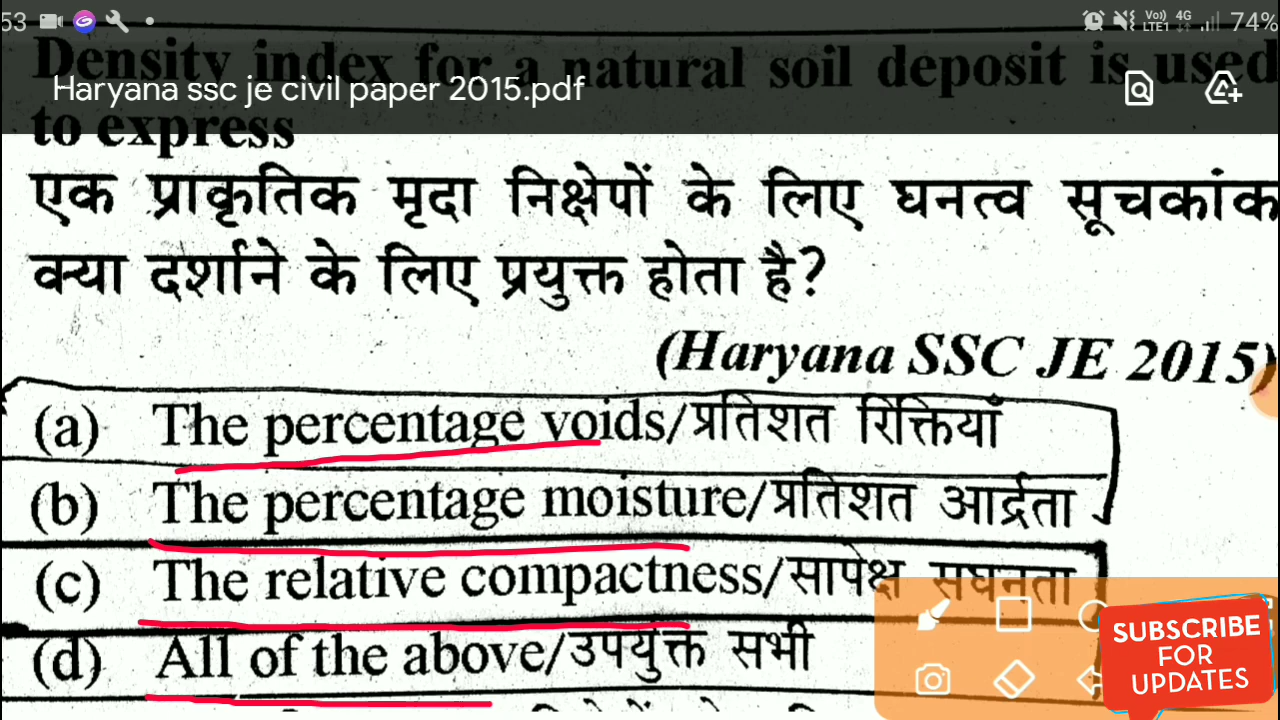 53
Vo)) 4G
LTE1
74%
Density index for a natural soil deposit is used
Haryana ssc je civil paper 2015.pdf
to express
एक प्राकृतिक मृदा निक्षेपों के लिए घनत्व सूचकांक
क्या दर्शाने के लिए प्रयुक्त होता है?
(Haryana SSC JE 2015)
(a) The percentage voids/प्रतिशत रिक्तियाँ
(b) The percentage moisture/प्रतिशत आर्द्रता
(c) The relative compactness/सापेक्ष सघनता
(d) All of the above/उपर्युक्त सभी
SUBSCRIBE
FOR
UPDATES